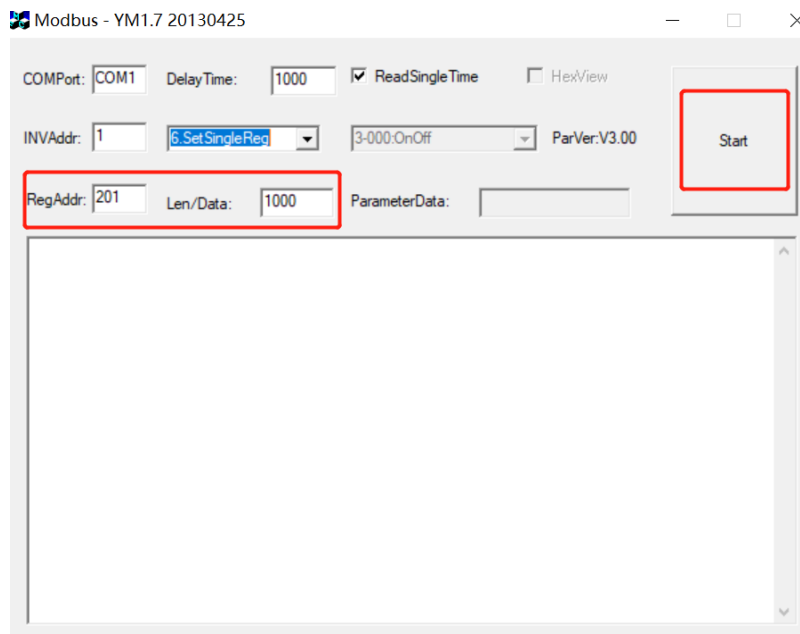 Modbus - YM1.7 20130425
COMPort: COM1 DelayTime: 1000 ReadSingleTime HexView
INVAddr: 1 6.SetSingleReg 3-000:OnOff ParVer:V3.00 Start
RegAddr: 201 Len/Data: 1000 ParameterData: